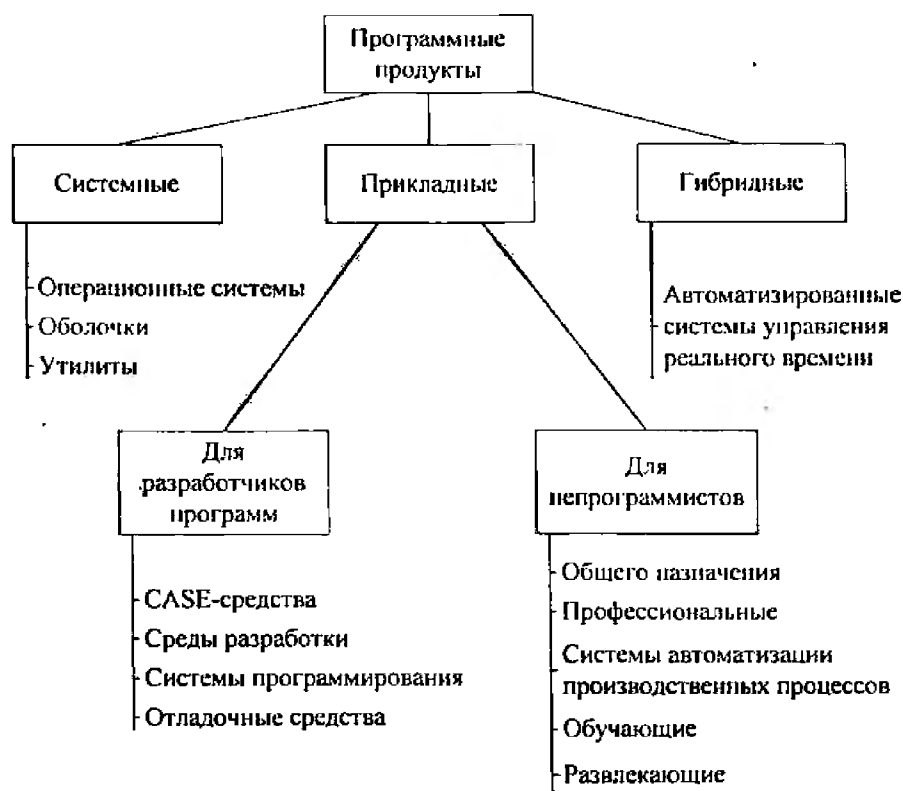 Программные
продукты
Системные
Прикладные
Гибридные
Операционные системы
Оболочки
Утилиты
Автоматизированные
системы управления
реального времени
Для
разработчиков
программ
Для
непрограммистов
CASE-средства
Среды разработки
Системы программирования
Отладочные средства
Общего назначения
Профессиональные
Системы автоматизации
производственных процессов
Обучающие
Развлекающие